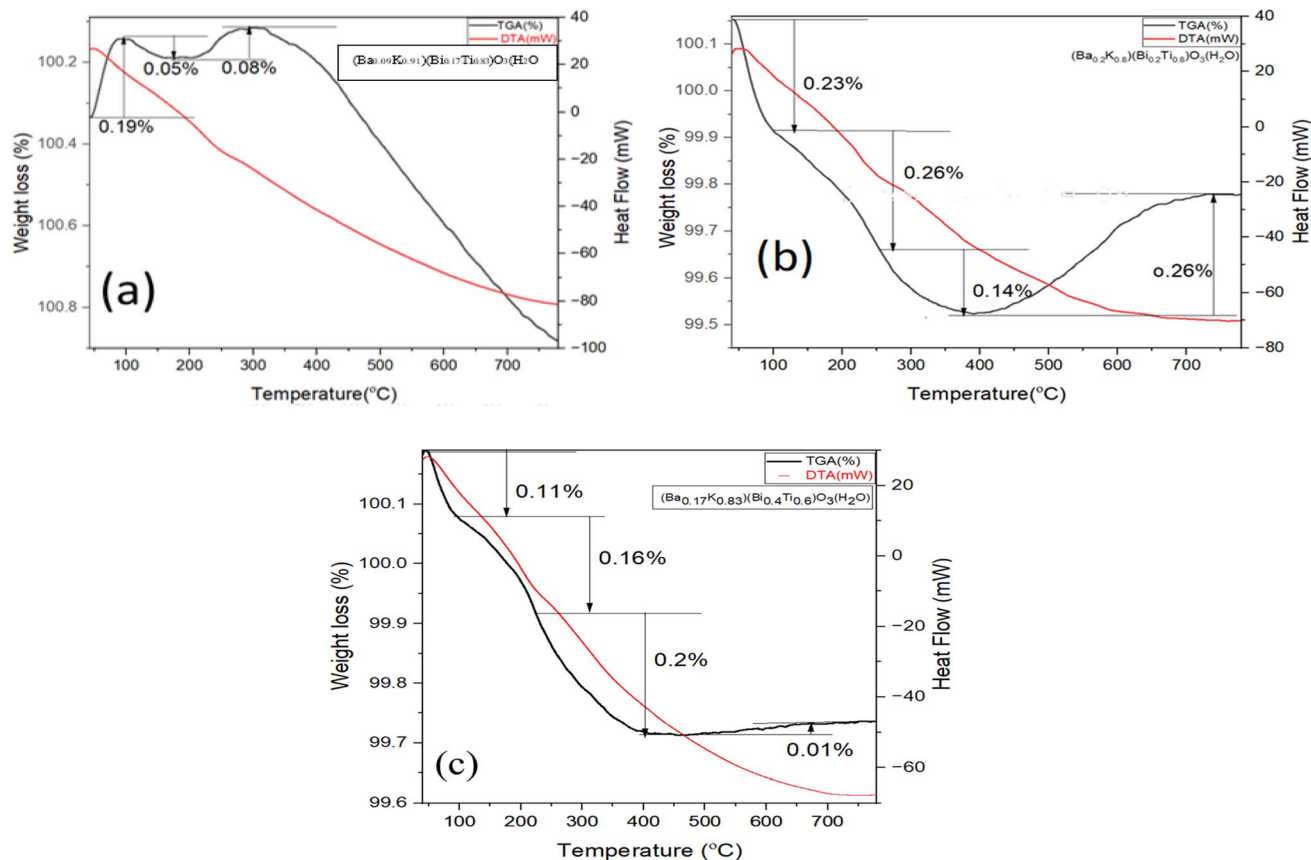 TGA(%)
DTA(mW)
(Ba0.09K0.91)(Bi0.17Ti0.83)O3(H2O
0.05%
0.08%
0.19%
(a)
100.2
100.4
100.6
100.8
Weight loss (%)
40
20
0
−20
−40
−60
−80
−100
Heat Flow (mW)
100 200 300 400 500 600 700
Temperature(°C)
TGA(%)
DTA(mW)
(Ba0.2K0.8)(Bi0.2Ti0.8)O3(H2O)
0.23%
0.26%
0.14%
o.26%
(b)
100.1
100.0
99.9
99.8
99.7
99.6
99.5
Weight loss (%)
40
20
0
−20
−40
−60
−80
Heat Flow (mW)
100 200 300 400 500 600 700
Temperature(°C)
TGA(%)
DTA(mW)
(Ba0.17K0.83)(Bi0.4Ti0.6)O3(H2O)
0.11%
0.16%
0.2%
0.01%
(c)
100.1
100.0
99.9
99.8
99.7
99.6
Weight loss (%)
20
0
−20
−40
−60
Heat Flow (mW)
100 200 300 400 500 600 700
Temperature (°C)